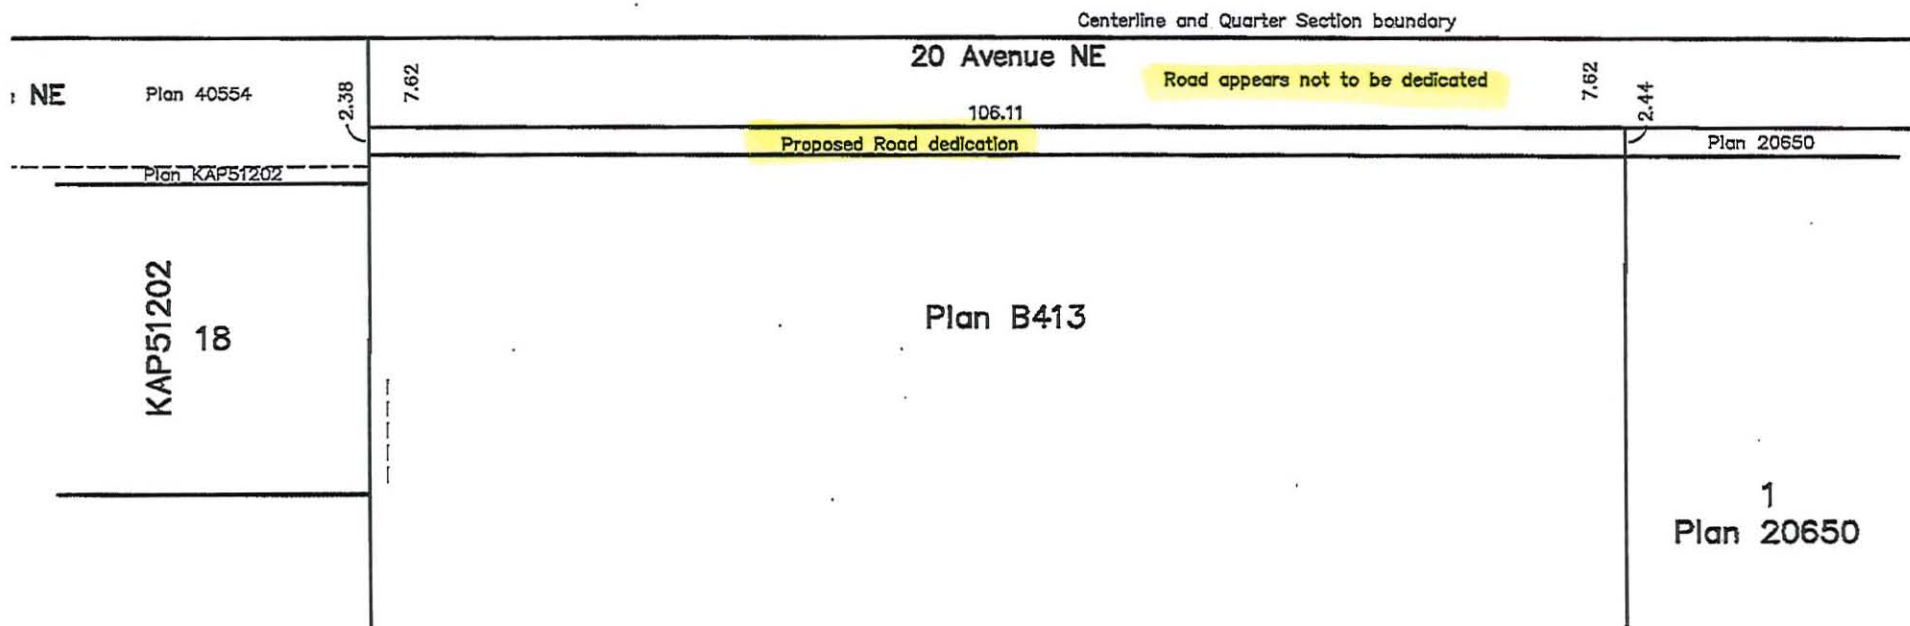 Centerline and Quarter Section boundary
20 Avenue NE
Road appears not to be dedicated
NE
Plan 40554
2.38
7.62
7.62
2.44
106.11
Proposed Road dedication
Plan 20650
Plan KAP51202
KAP51202
18
Plan B413
1
Plan 20650